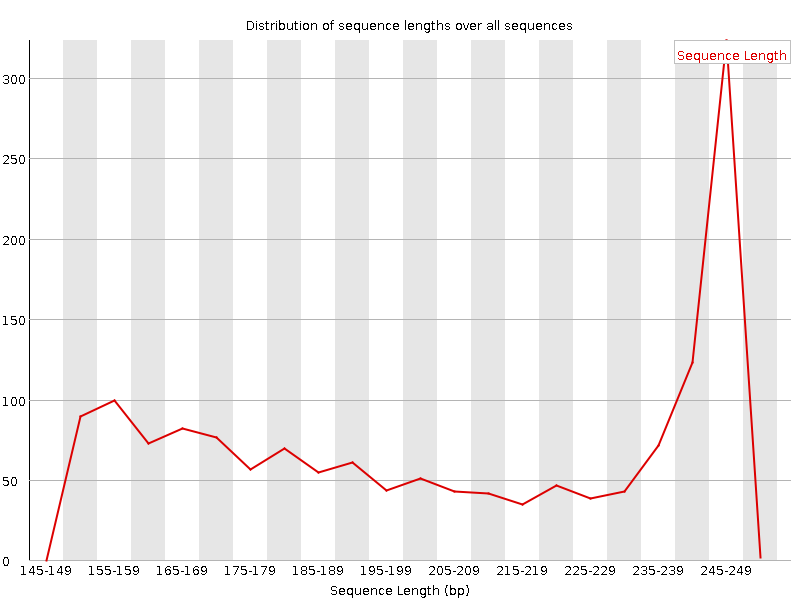 Distribution of sequence lengths over all sequences
Sequence Length
300
250
200
150
100
50
0
145-149 155-159 165-169 175-179 185-189 195-199 205-209 215-219 225-229 235-239 245-249
Sequence Length (bp)